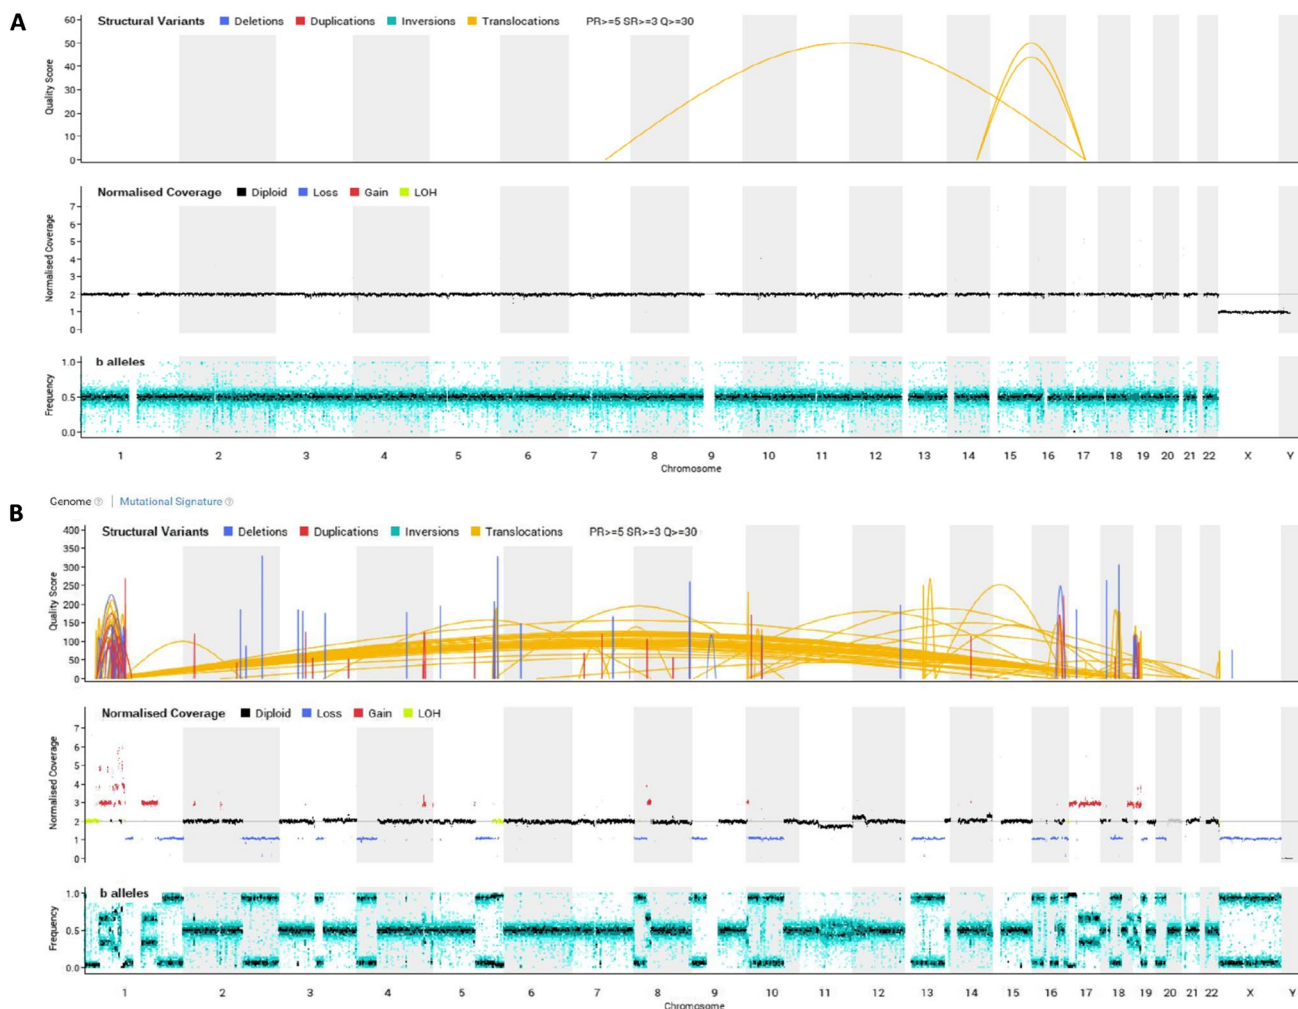 A
Structural Variants Deletions Duplications Inversions Translocations PR>=5 SR>=3 Q>=30
60
50
40
30
20
10
0
Quality Score
Normalised Coverage Diploid Loss Gain LOH
7
6
5
4
3
2
1
0
Normalised Coverage
b alleles
1.0
0.5
0.0
Frequency
1 2 3 4 5 6 7 8 9 10 11 12 13 14 15 16 17 18 19 20 21 22 X Y
Chromosome
Genome ? | Mutational Signature ?
B
Structural Variants Deletions Duplications Inversions Translocations PR>=5 SR>=3 Q>=30
400
350
300
250
200
150
100
50
0
Quality Score
Normalised Coverage Diploid Loss Gain LOH
7
6
5
4
3
2
1
0
Normalised Coverage
b alleles
1.0
0.5
0.0
Frequency
1 2 3 4 5 6 7 8 9 10 11 12 13 14 15 16 17 18 19 20 21 22 X Y
Chromosome